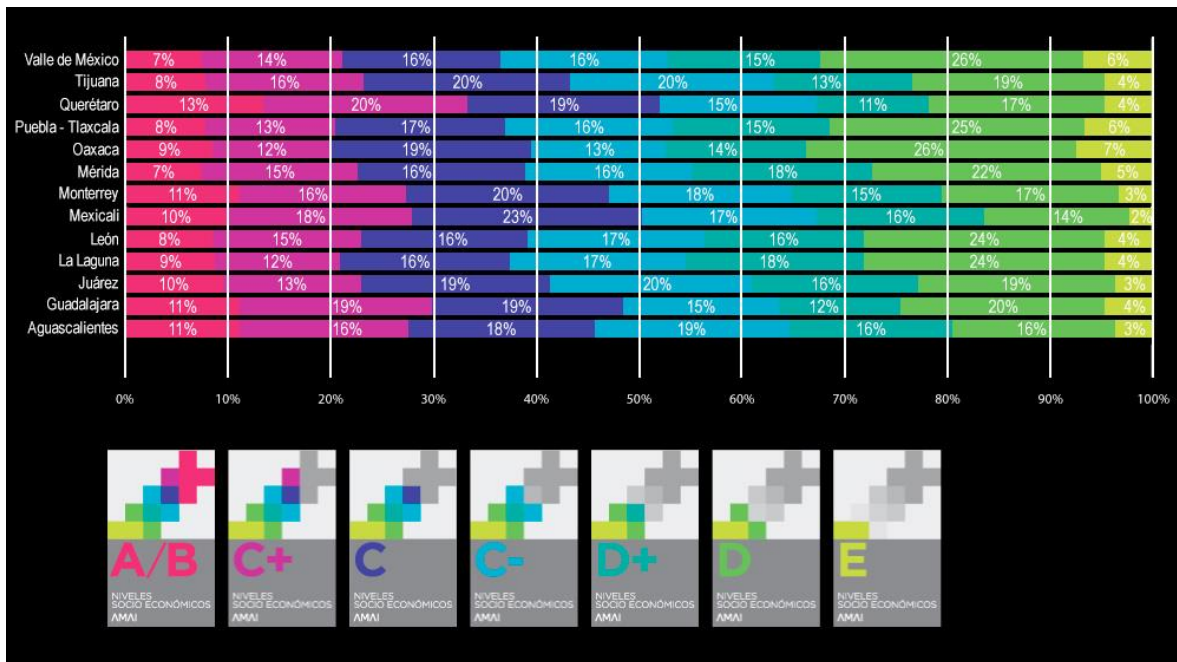 Valle de México 7% 14% 16% 16% 15% 26% 6%
Tijuana 8% 16% 20% 20% 13% 19% 4%
Querétaro 13% 20% 19% 15% 11% 17% 4%
Puebla - Tlaxcala 8% 13% 17% 16% 15% 25% 6%
Oaxaca 9% 12% 19% 13% 14% 26% 7%
Mérida 7% 15% 16% 16% 18% 22% 5%
Monterrey 11% 16% 20% 18% 15% 17% 3%
Mexicali 10% 18% 23% 17% 16% 14% 2%
León 8% 15% 16% 17% 16% 24% 4%
La Laguna 9% 12% 16% 17% 18% 24% 4%
Juárez 10% 13% 19% 20% 16% 19% 3%
Guadalajara 11% 19% 19% 15% 12% 20% 4%
Aguascalientes 11% 16% 18% 19% 16% 16% 3%
0% 10% 20% 30% 40% 50% 60% 70% 80% 90% 100%
A/B C+ C C- D+ D E
NIVELES NIVELES NIVELES NIVELES NIVELES NIVELES NIVELES
SOCIO ECONÓMICOS SOCIO ECONÓMICOS SOCIO ECONÓMICOS SOCIO ECONÓMICOS SOCIO ECONÓMICOS SOCIO ECONÓMICOS SOCIO ECONÓMICOS
AMAI AMAI AMAI AMAI AMAI AMAI AMAI